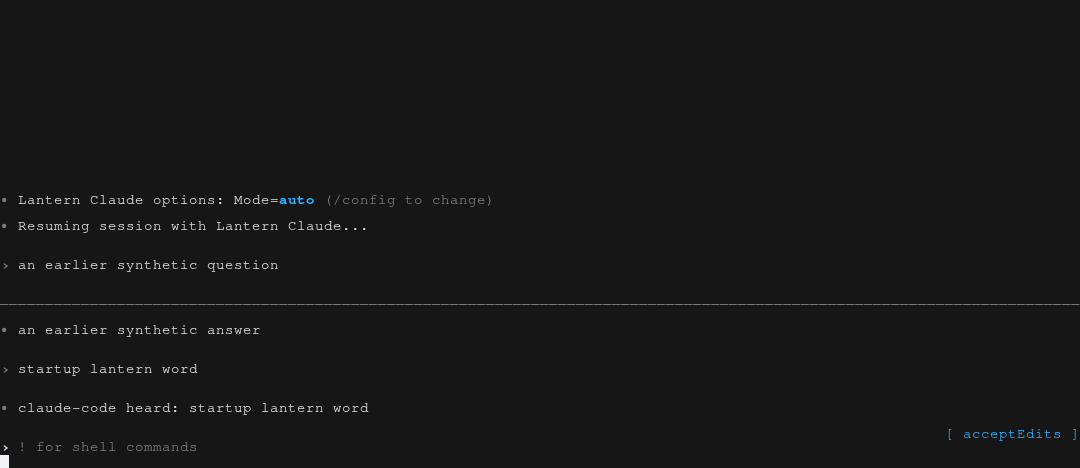 • Lantern Claude options: Mode=auto (/config to change)
• Resuming session with Lantern Claude...
› an earlier synthetic question
• an earlier synthetic answer
› startup lantern word
• claude-code heard: startup lantern word
[ acceptEdits ]
› ! for shell commands